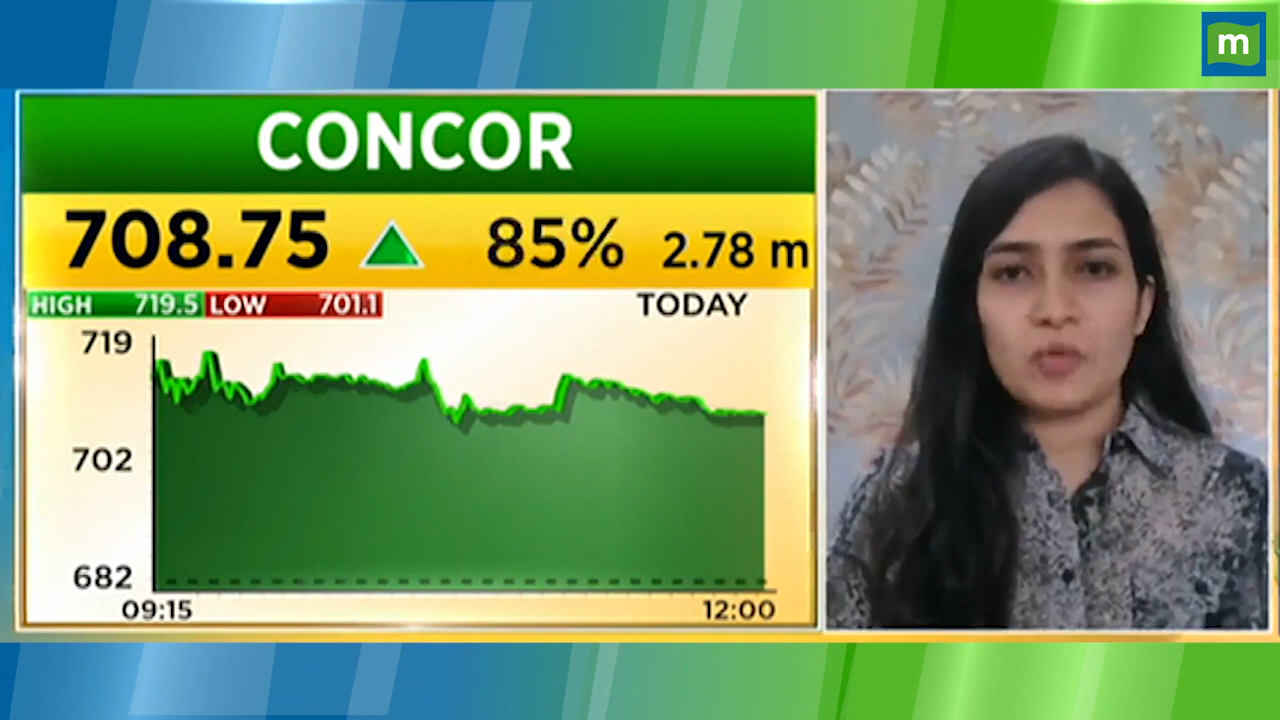 m
CONCOR
708.75 85% 2.78 m
HIGH 719.5 LOW 701.1 TODAY
719
702
682
09:15 12:00